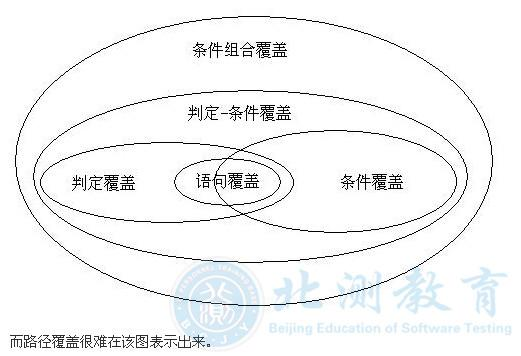 条件组合覆盖
判定-条件覆盖
判定覆盖
语句覆盖
条件覆盖
北测教育
Beijing Education of Software Testing
而路径覆盖很难在该图表示出来。